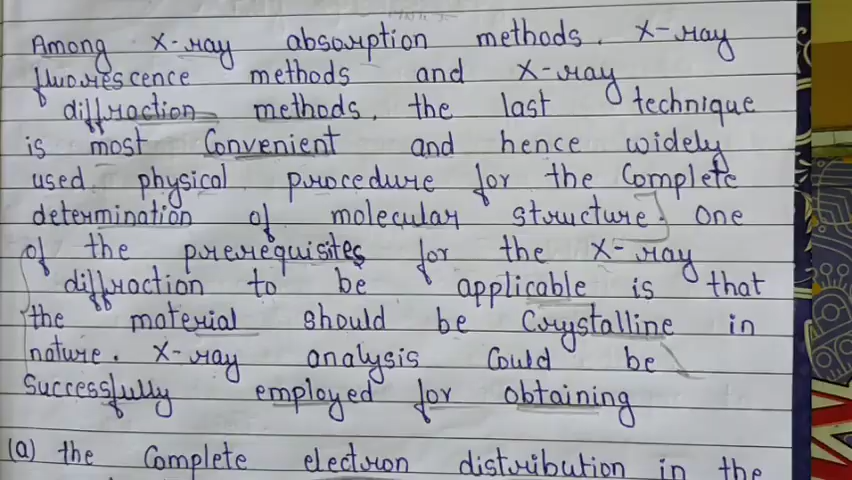 Among X-ray absorption methods. X-ray
fluorescence methods and X-ray
diffraction methods, the last technique
is most Convenient and hence widely
used physical procedure for the Complete
determination of molecular structure. One
of the prerequisites for the X-ray
diffraction to be applicable is that
the material should be Crystalline in
nature. X-ray analysis Could be
Successfully employed for obtaining
(a) the Complete electron distribution in the